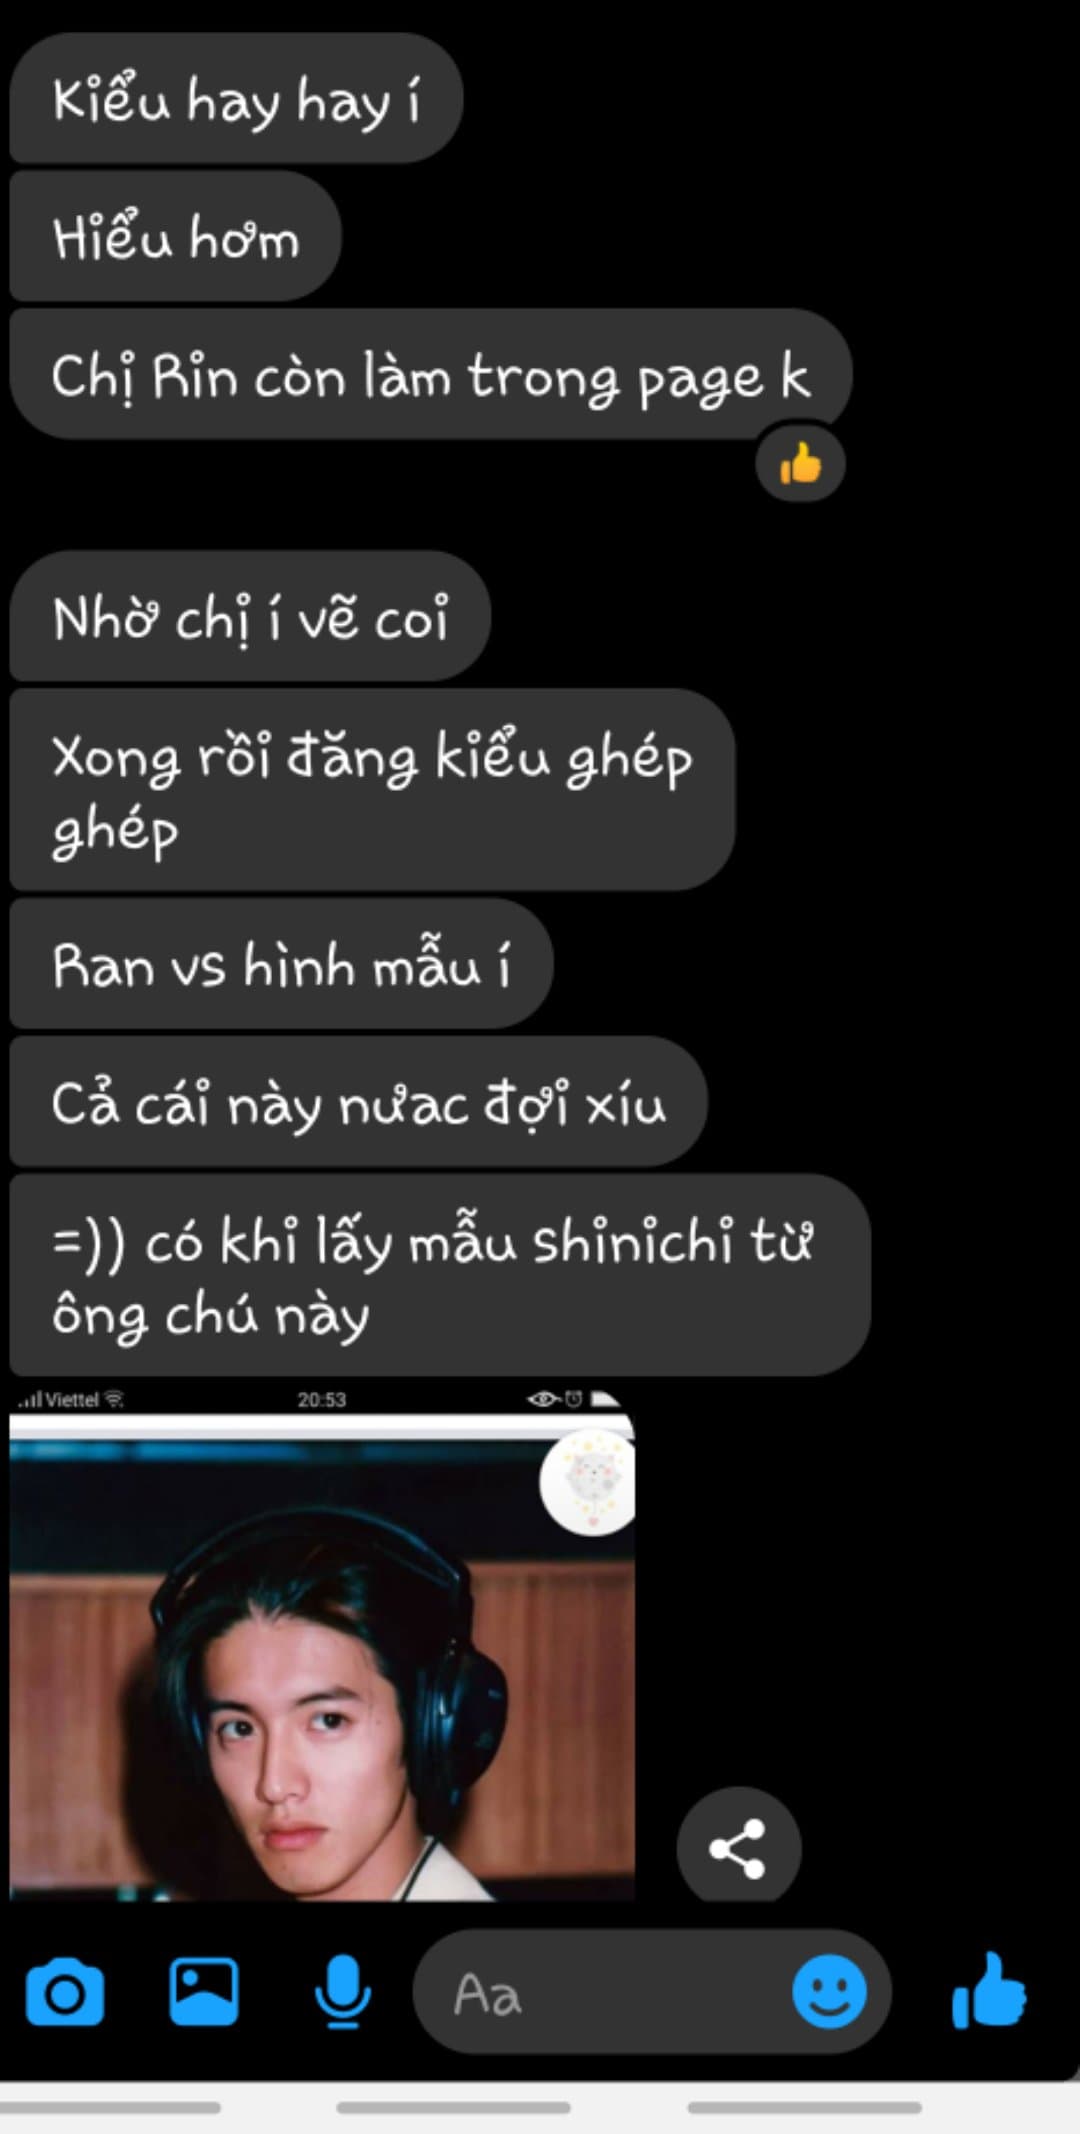 Kiểu hay hay í
Hiểu hơm
Chị Rin còn làm trong page k
Nhờ chị í vẽ coi
Xong rồi đăng kiểu ghép
ghép
Ran vs hình mẫu í
Cả cái này nưac đợi xíu
=)) có khi lấy mẫu shinichi từ
ông chú này
Viettel 20:53
Aa